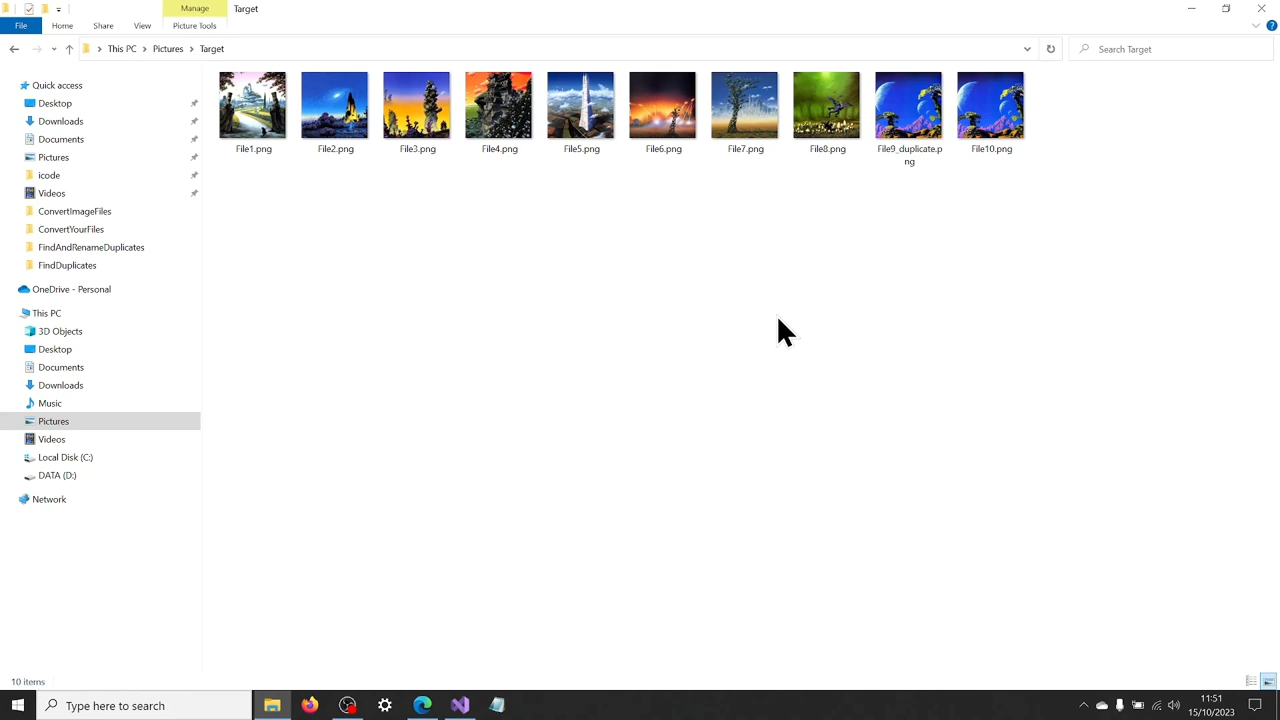 Manage
Target
File
Home
Share
View
Picture Tools
This PC
Pictures
Target
Search Target
Quick access
Desktop
Downloads
Documents
Pictures
icode
Videos
ConvertImageFiles
ConvertYourFiles
FindAndRenameDuplicates
FindDuplicates
OneDrive - Personal
This PC
3D Objects
Desktop
Documents
Downloads
Music
Pictures
Videos
Local Disk (C:)
DATA (D:)
Network
File1.png
File2.png
File3.png
File4.png
File5.png
File6.png
File7.png
File8.png
File9_duplicate.p
ng
File10.png
10 items
Type here to search
11:51
15/10/2023